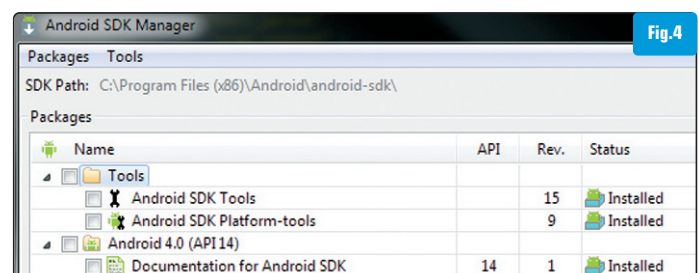 Android SDK Manager
Fig.4
Packages Tools
SDK Path: C:\Program Files (x86)\Android\android-sdk\
Packages
Name API Rev. Status
Tools
Android SDK Tools 15 Installed
Android SDK Platform-tools 9 Installed
Android 4.0 (API 14)
Documentation for Android SDK 14 1 Installed